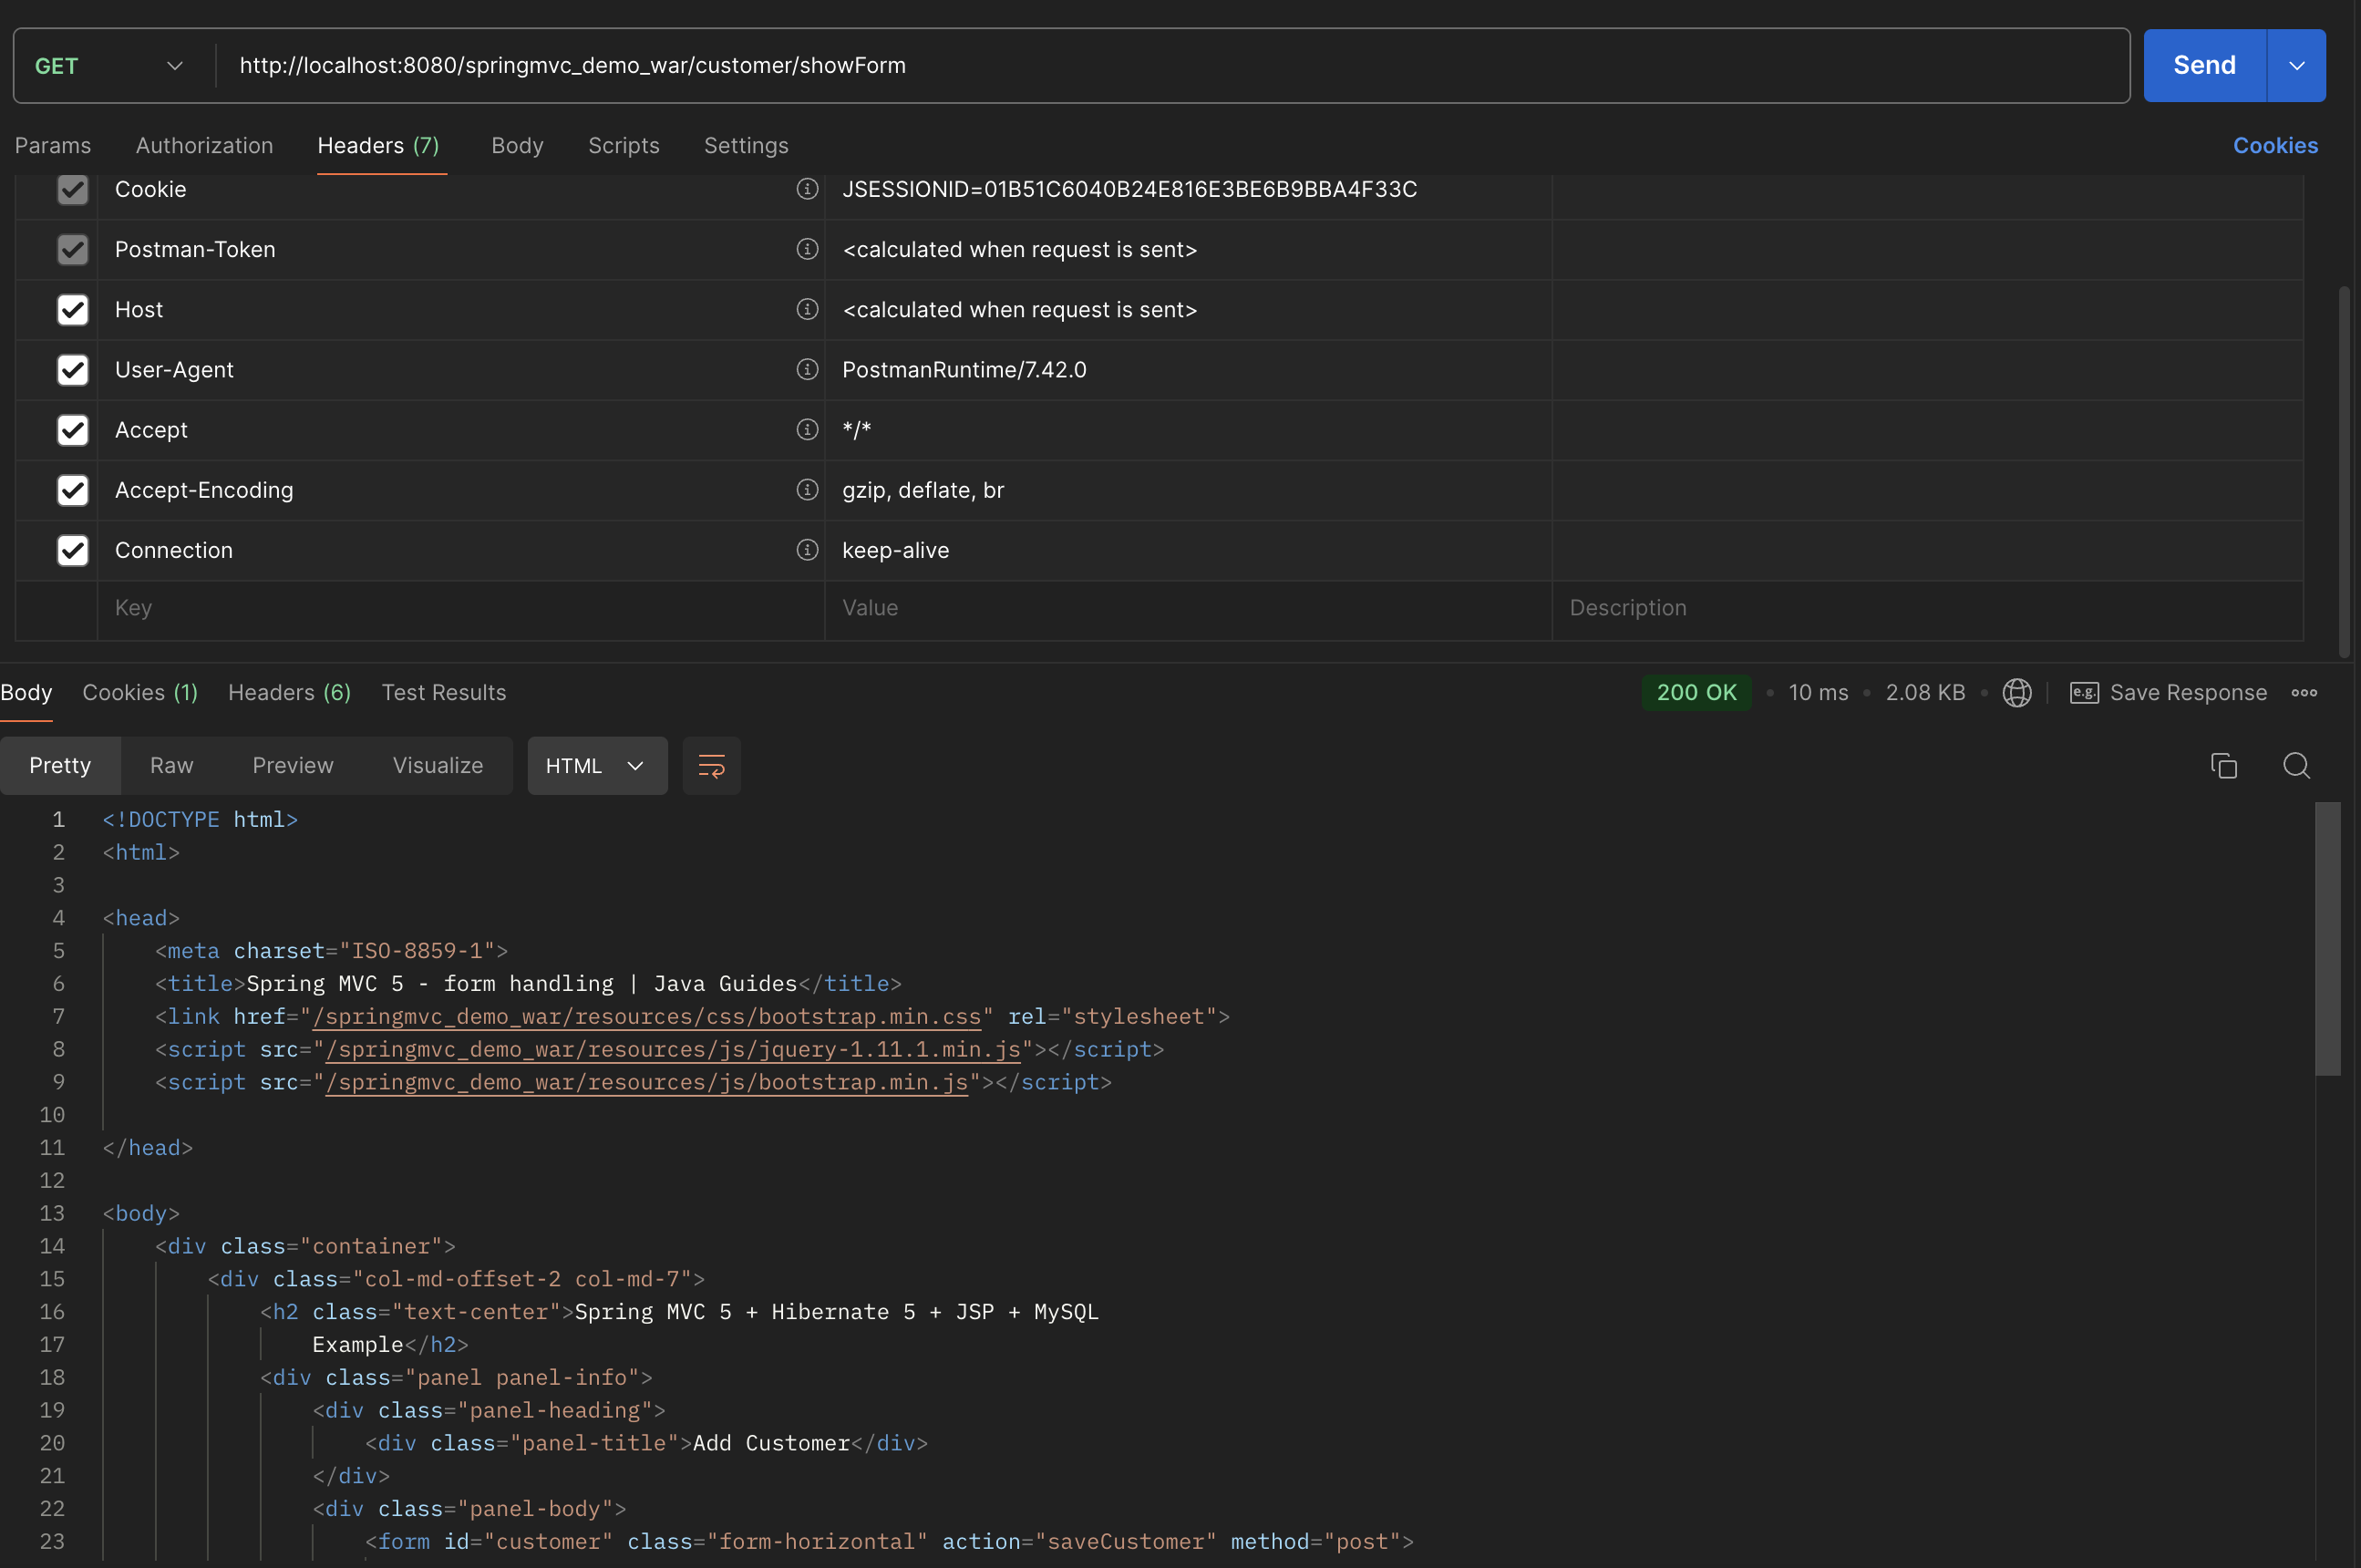 GET http://localhost:8080/springmvc_demo_war/customer/showForm Send
Params Authorization Headers (7) Body Scripts Settings Cookies
Cookie JSESSIONID=01B51C6040B24E816E3BE6B9BBA4F33C
Postman-Token <calculated when request is sent>
Host <calculated when request is sent>
User-Agent PostmanRuntime/7.42.0
Accept */*
Accept-Encoding gzip, deflate, br
Connection keep-alive
Key Value Description
Body Cookies (1) Headers (6) Test Results 200 OK • 10 ms • 2.08 KB • e.g. Save Response
Pretty Raw Preview Visualize HTML
1 <!DOCTYPE html>
2 <html>
3
4 <head>
5 <meta charset="ISO-8859-1">
6 <title>Spring MVC 5 - form handling | Java Guides</title>
7 <link href="/springmvc_demo_war/resources/css/bootstrap.min.css" rel="stylesheet">
8 <script src="/springmvc_demo_war/resources/js/jquery-1.11.1.min.js"></script>
9 <script src="/springmvc_demo_war/resources/js/bootstrap.min.js"></script>
10
11 </head>
12
13 <body>
14 <div class="container">
15 <div class="col-md-offset-2 col-md-7">
16 <h2 class="text-center">Spring MVC 5 + Hibernate 5 + JSP + MySQL
17 Example</h2>
18 <div class="panel panel-info">
19 <div class="panel-heading">
20 <div class="panel-title">Add Customer</div>
21 </div>
22 <div class="panel-body">
23 <form id="customer" class="form-horizontal" action="saveCustomer" method="post">